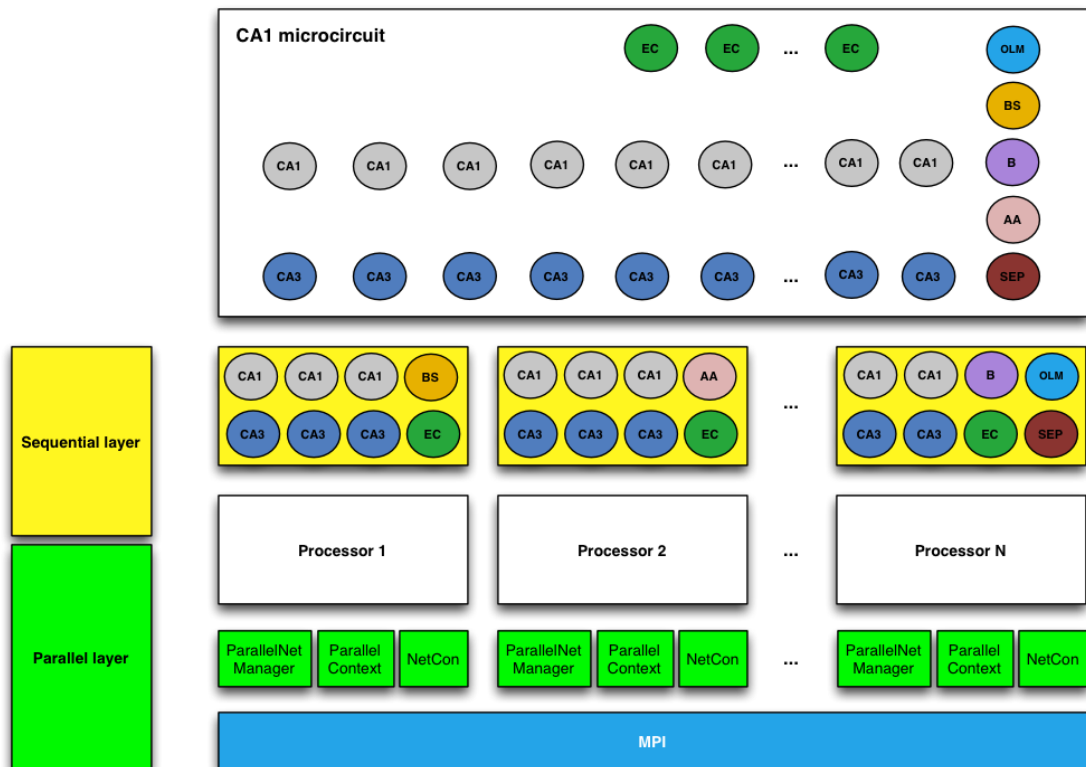 CA1 microcircuit
EC EC ... EC OLM
BS
CA1 CA1 CA1 CA1 CA1 CA1 ... CA1 CA1 B
AA
CA3 CA3 CA3 CA3 CA3 CA3 ... CA3 CA3 SEP
Sequential layer
CA1 CA1 CA1 BS
CA3 CA3 CA3 EC
CA1 CA1 CA1 AA
CA3 CA3 CA3 EC
...
CA1 CA1 B OLM
CA3 CA3 EC SEP
Processor 1 Processor 2 ... Processor N
Parallel layer
ParallelNet
Manager
Parallel
Context
NetCon
ParallelNet
Manager
Parallel
Context
NetCon
...
ParallelNet
Manager
Parallel
Context
NetCon
MPI